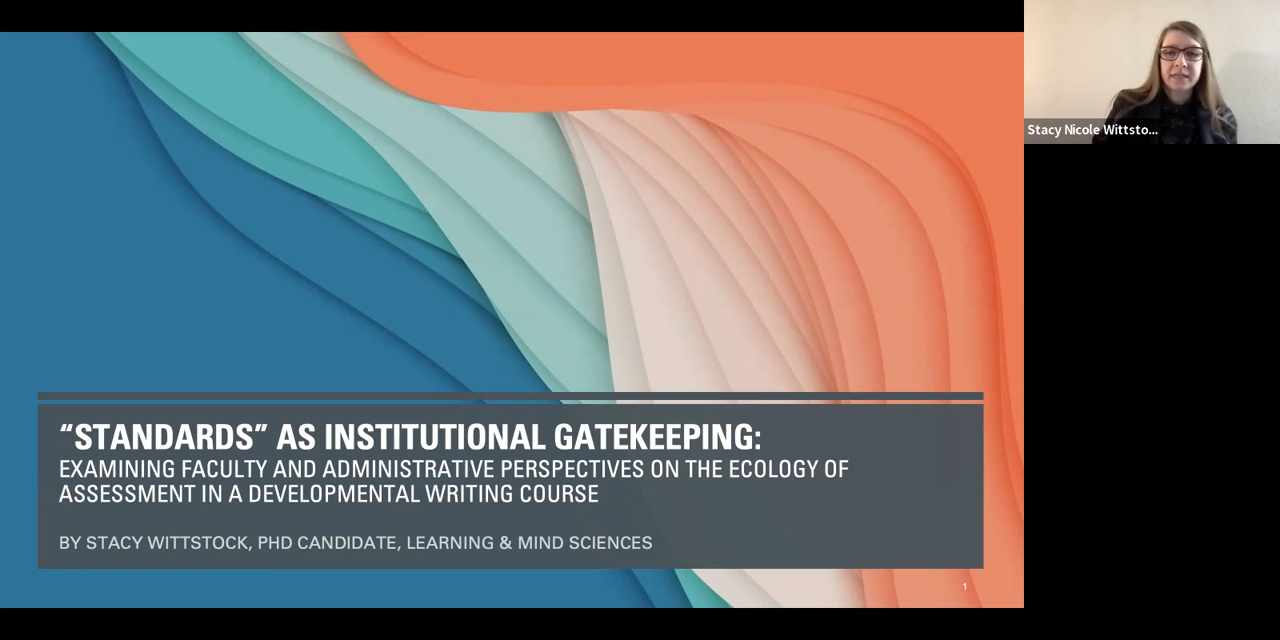 “STANDARDS” AS INSTITUTIONAL GATEKEEPING:
EXAMINING FACULTY AND ADMINISTRATIVE PERSPECTIVES ON THE ECOLOGY OF
ASSESSMENT IN A DEVELOPMENTAL WRITING COURSE
BY STACY WITTSTOCK, PHD CANDIDATE, LEARNING & MIND SCIENCES
1
Stacy Nicole Wittsto...